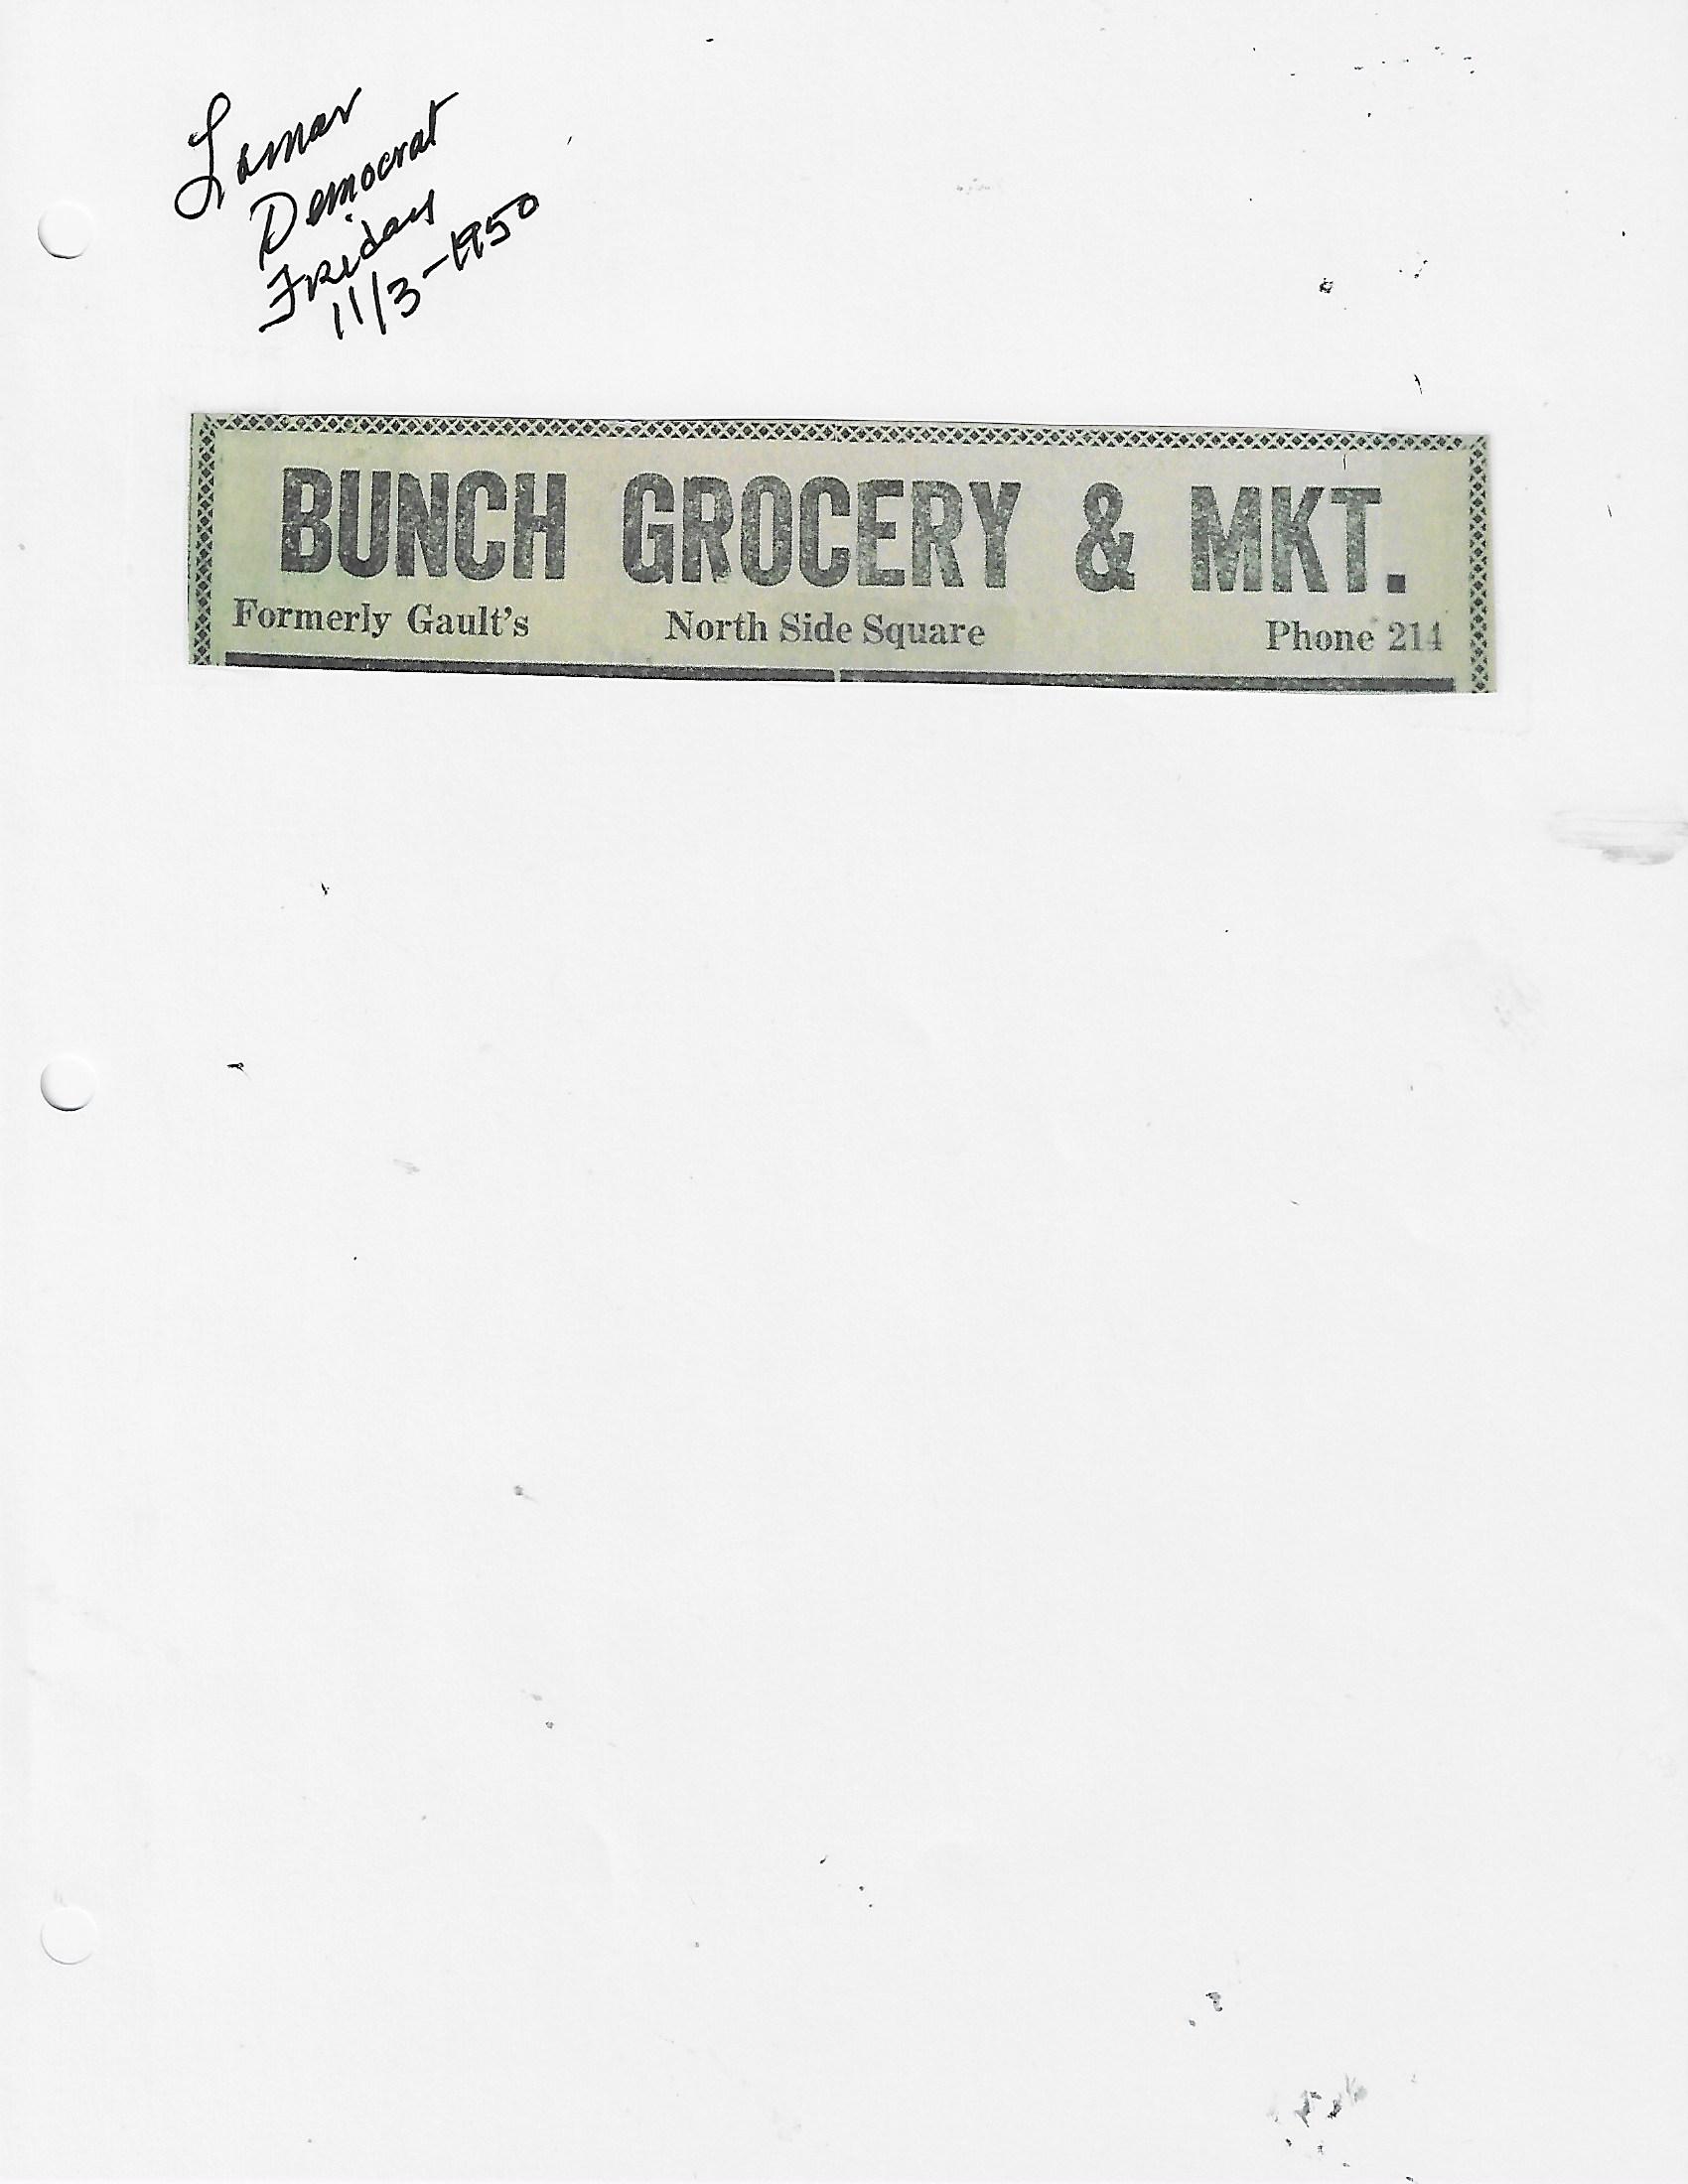 Lamar
Democrat
Friday
11/3-1950
BUNCH GROCERY & MKT.
Formerly Gault's North Side Square Phone 214